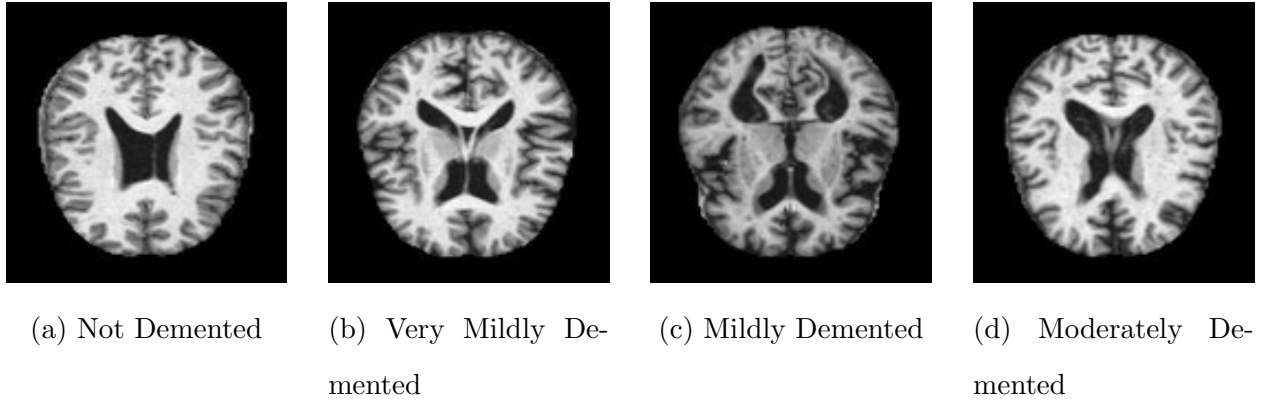 (a) Not Demented
(b) Very Mildly De-
mented
(c) Mildly Demented
(d) Moderately De-
mented